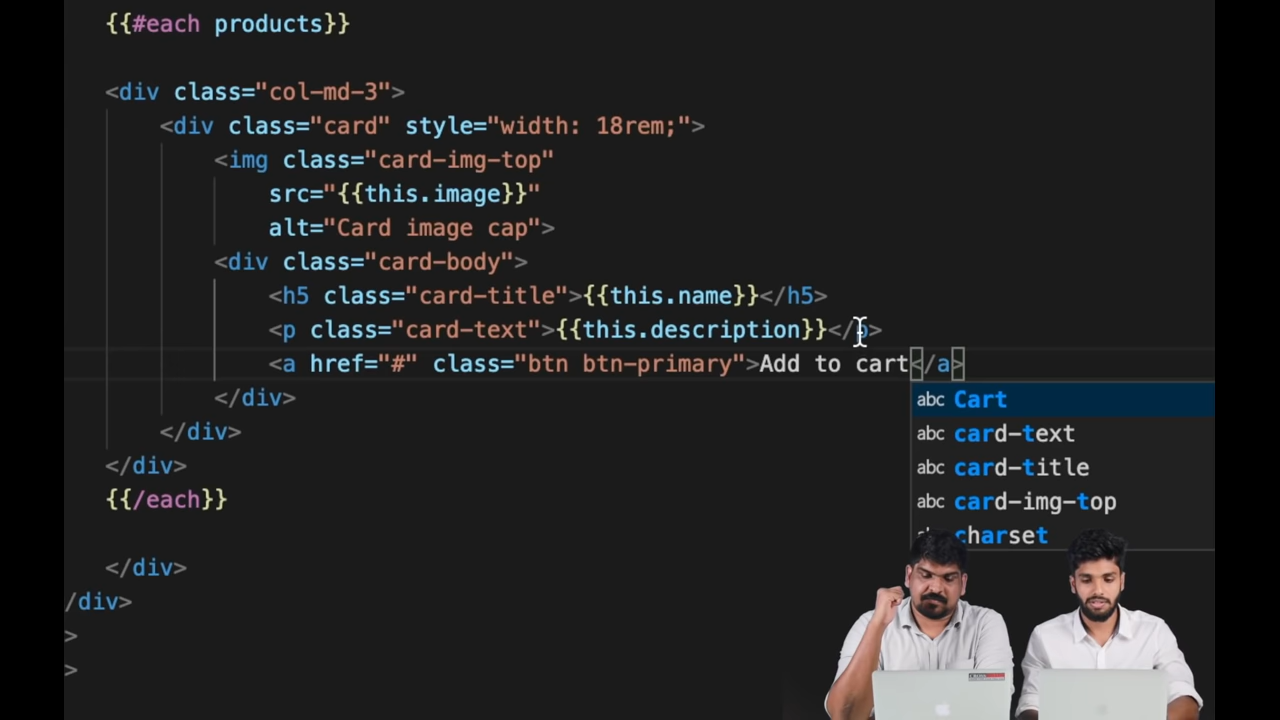 {{#each products}}
<div class="col-md-3">
<div class="card" style="width: 18rem;">
<img class="card-img-top"
src="{{this.image}}"
alt="Card image cap">
<div class="card-body">
<h5 class="card-title">{{this.name}}</h5>
<p class="card-text">{{this.description}}</p>
<a href="#" class="btn btn-primary">Add to cart</a>
</div>
</div>
</div>
{{/each}}
</div>
/div>
>
>
abc Cart
abc card-text
abc card-title
abc card-img-top
charset